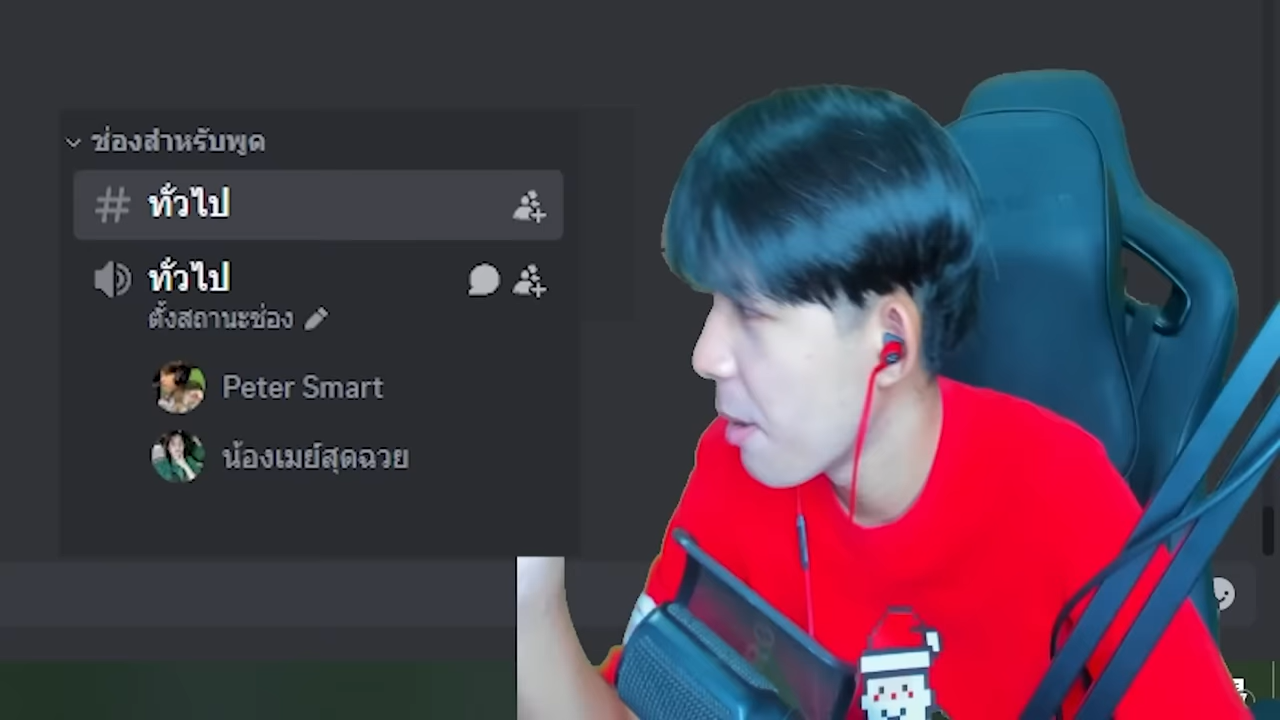 ช่องสำหรับพูด
ทั่วไป
ทั่วไป
ตั้งสถานะช่อง
Peter Smart
น้องเมย์สุดฉวย